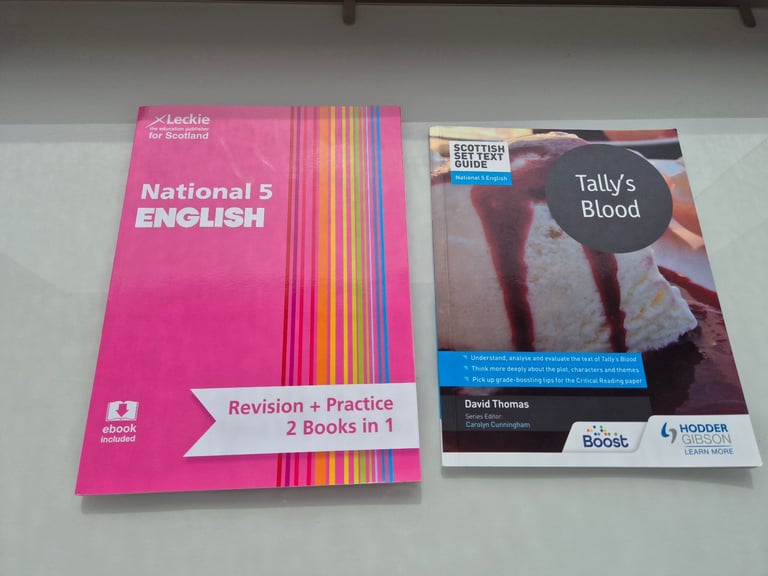 Leckie
the education publisher
for Scotland
National 5
ENGLISH
ebook
included
Revision + Practice
2 Books in 1
SCOTTISH
SET TEXT
GUIDE
National 5 English
Tally's
Blood
Understand, analyse and evaluate the text of Tally's Blood
Think more deeply about the plot, characters and themes
Pick up grade-boosting tips for the Critical Reading paper
David Thomas
Series Editor:
Carolyn Cunningham
Boost
HODDER
GIBSON
LEARN MORE